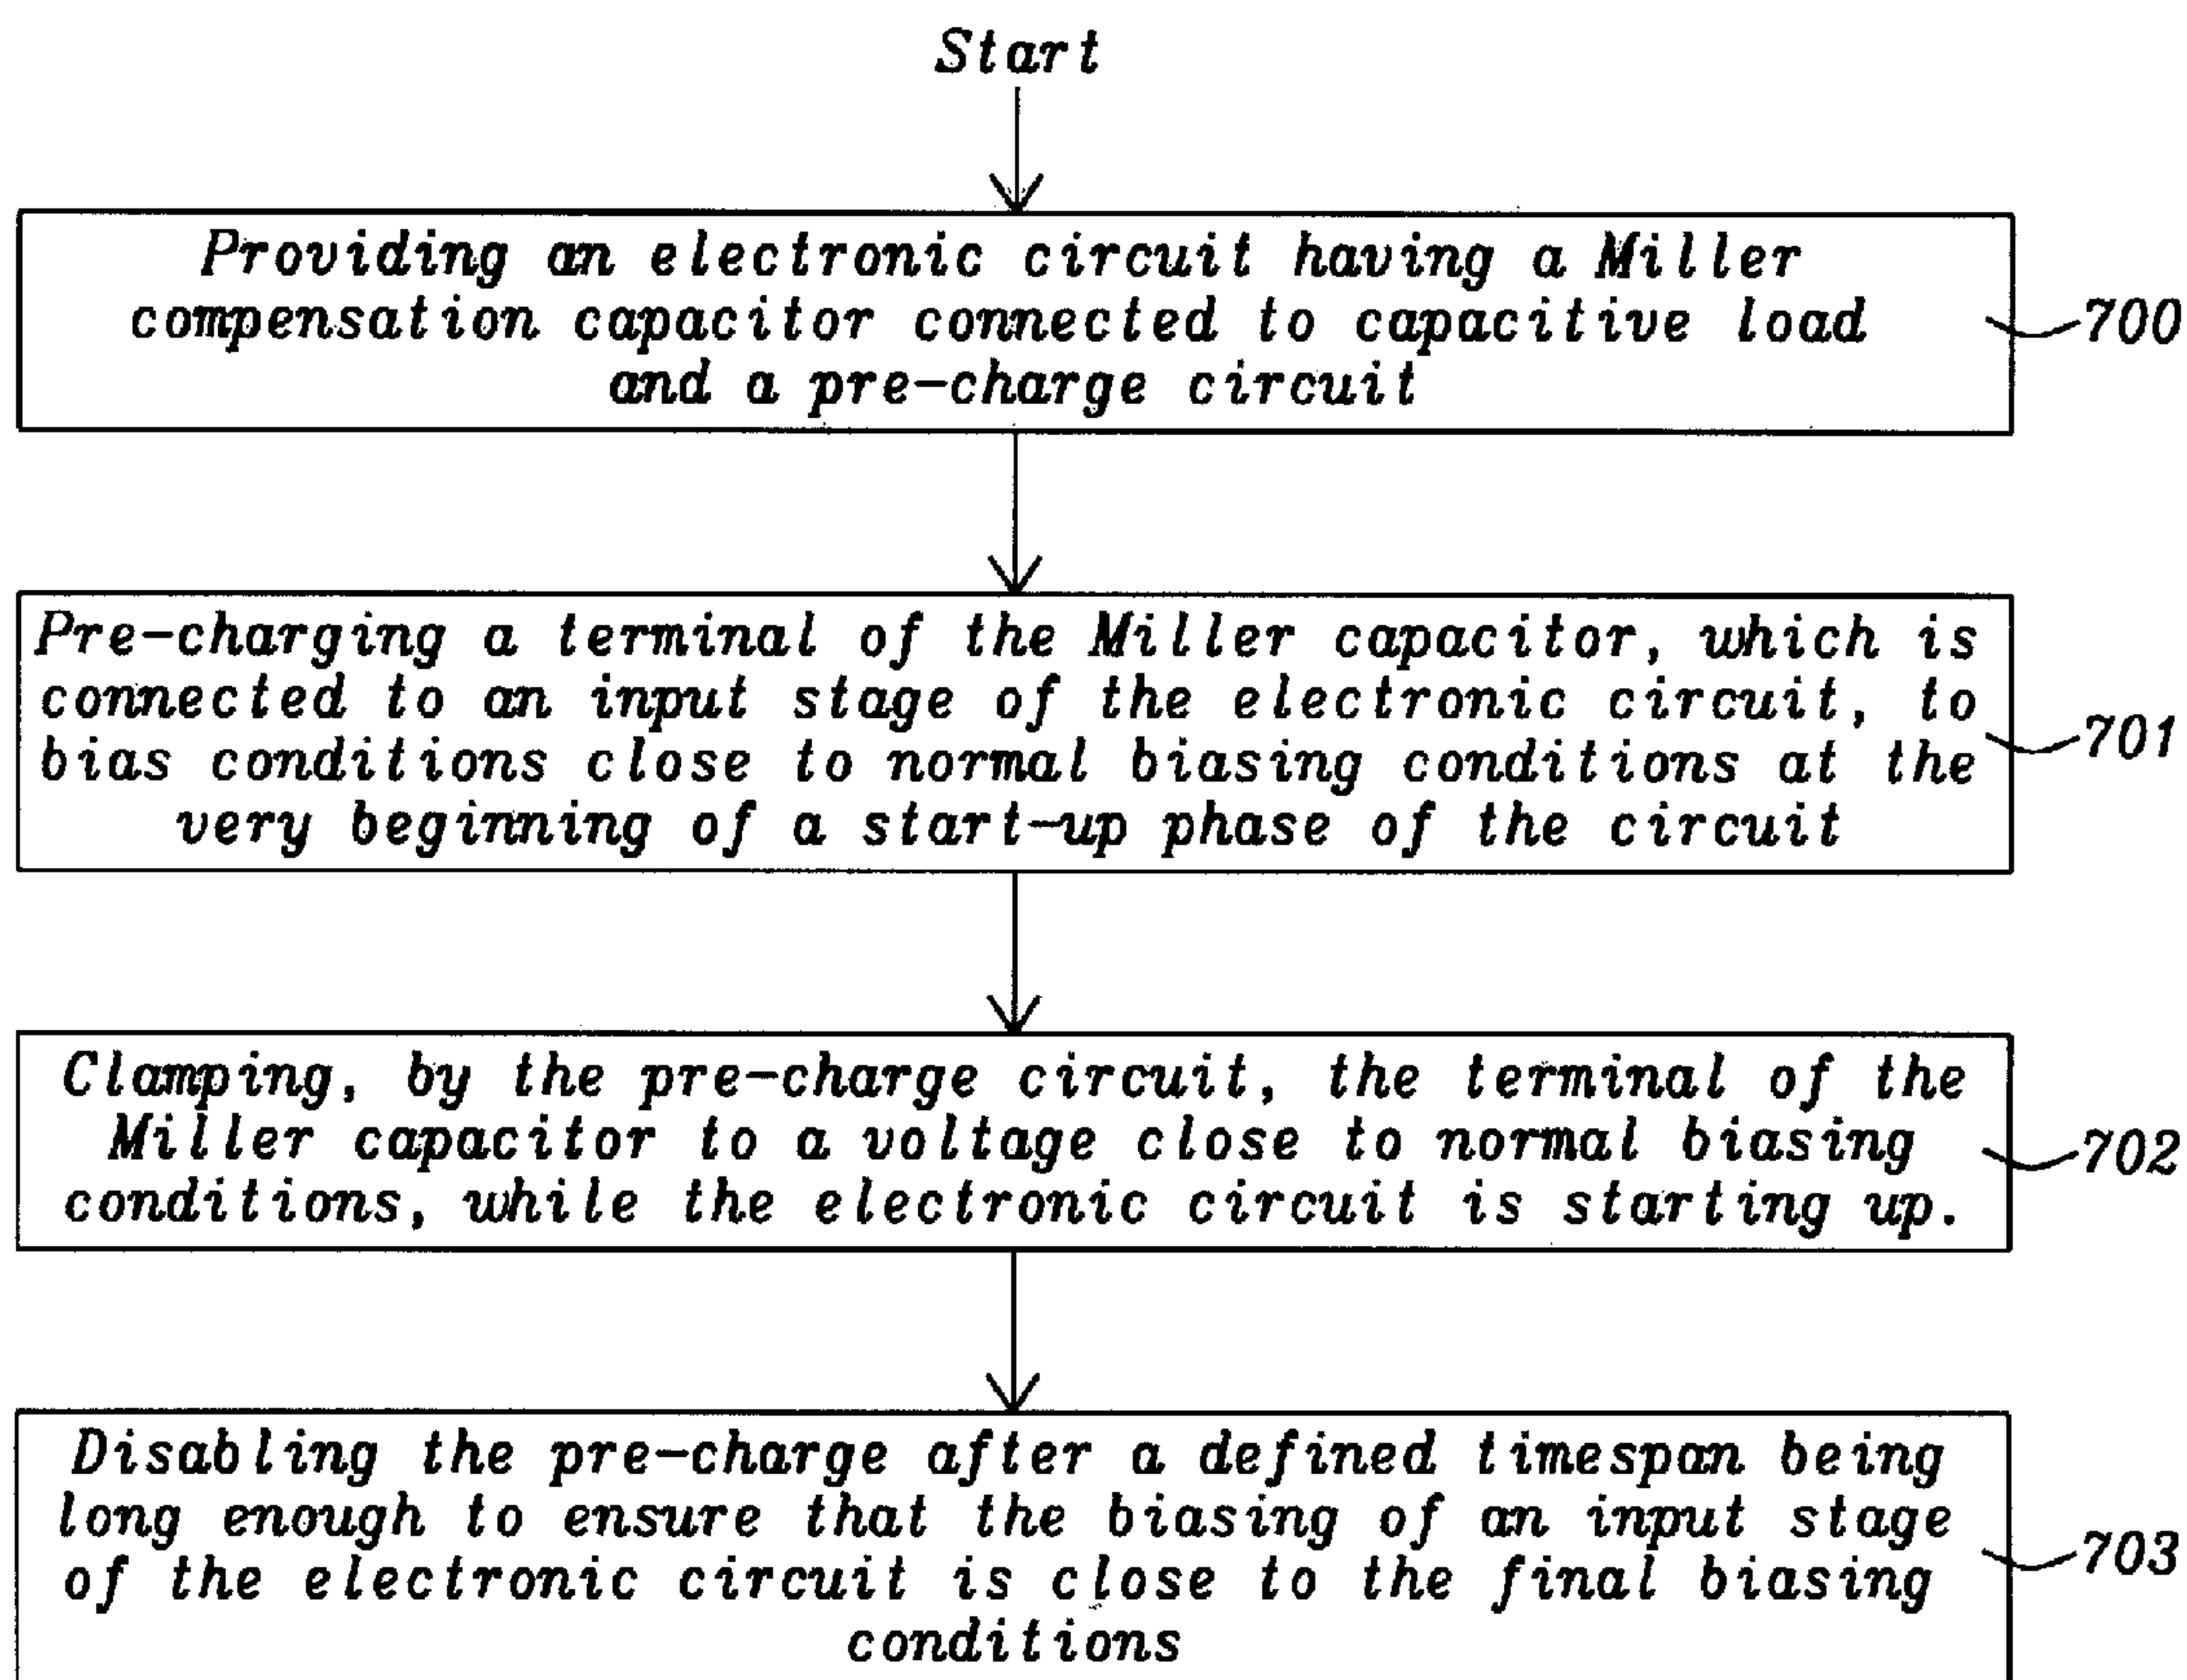 Start
Providing an electronic circuit having a Miller
compensation capacitor connected to capacitive load
and a pre-charge circuit
700
Pre-charging a terminal of the Miller capacitor, which is
connected to an input stage of the electronic circuit, to
bias conditions close to normal biasing conditions at the
very beginning of a start-up phase of the circuit
701
Clamping, by the pre-charge circuit, the terminal of the
Miller capacitor to a voltage close to normal biasing
conditions, while the electronic circuit is starting up.
702
Disabling the pre-charge after a defined timespan being
long enough to ensure that the biasing of an input stage
of the electronic circuit is close to the final biasing
conditions
703